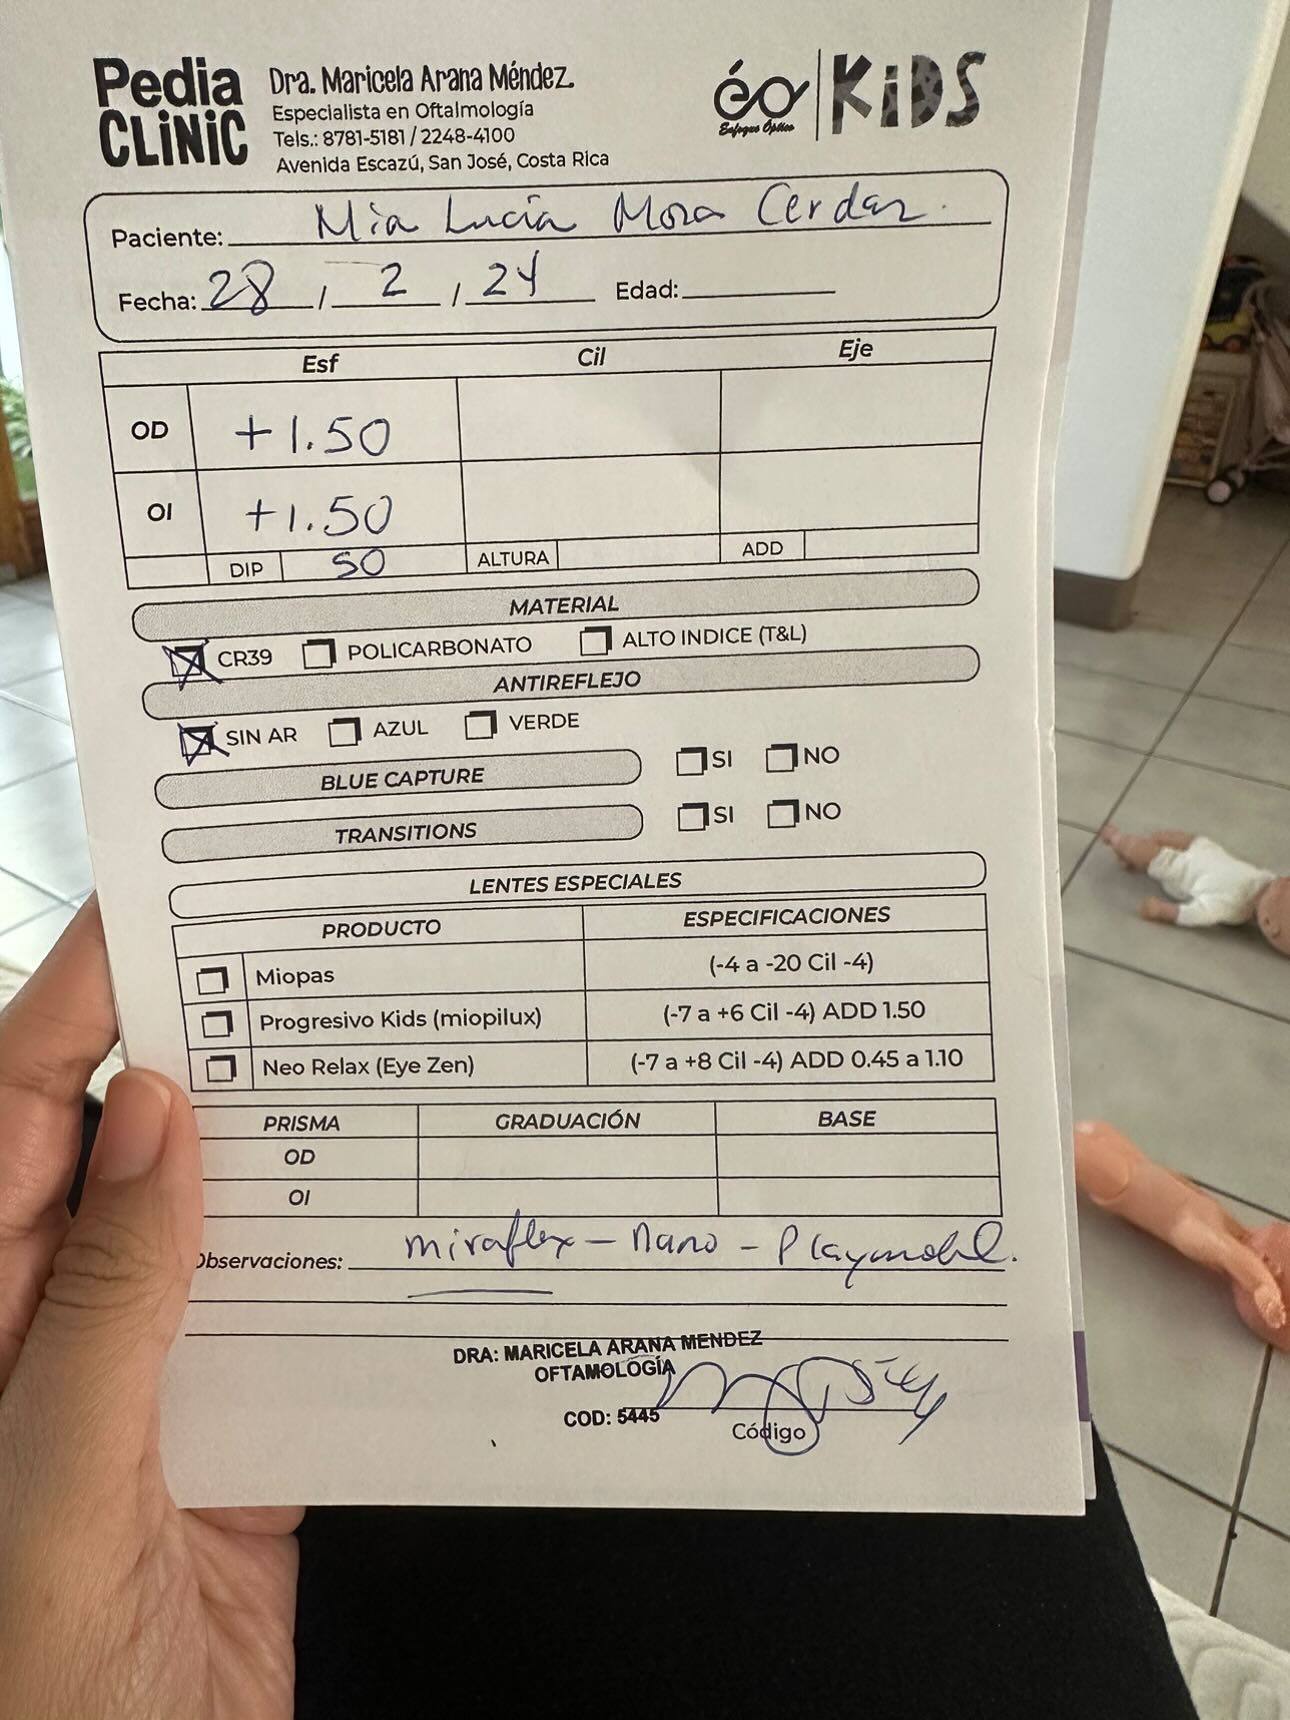 Pedia CLiNiC
Dra. Maricela Arana Méndez.
Especialista en Oftalmología
Tels.: 8781-5181 / 2248-4100
Avenida Escazú, San José, Costa Rica
éo KiDS
Enfoque Óptico
Paciente: Mía Lucía Mora Cerdas.
Fecha: 28 / 2 / 24 Edad:
Esf Cil Eje
OD +1.50
OI +1.50
DIP 50 ALTURA ADD
MATERIAL
CR39 POLICARBONATO ALTO INDICE (T&L)
ANTIREFLEJO
SIN AR AZUL VERDE
BLUE CAPTURE SI NO
TRANSITIONS SI NO
LENTES ESPECIALES
PRODUCTO ESPECIFICACIONES
Miopas (-4 a -20 Cil -4)
Progresivo Kids (miopilux) (-7 a +6 Cil -4) ADD 1.50
Neo Relax (Eye Zen) (-7 a +8 Cil -4) ADD 0.45 a 1.10
PRISMA GRADUACIÓN BASE
OD
OI
Observaciones: miraflex - nano - Playmobil.
DRA: MARICELA ARANA MENDEZ
OFTAMOLOGÍA
COD: 5445
Código